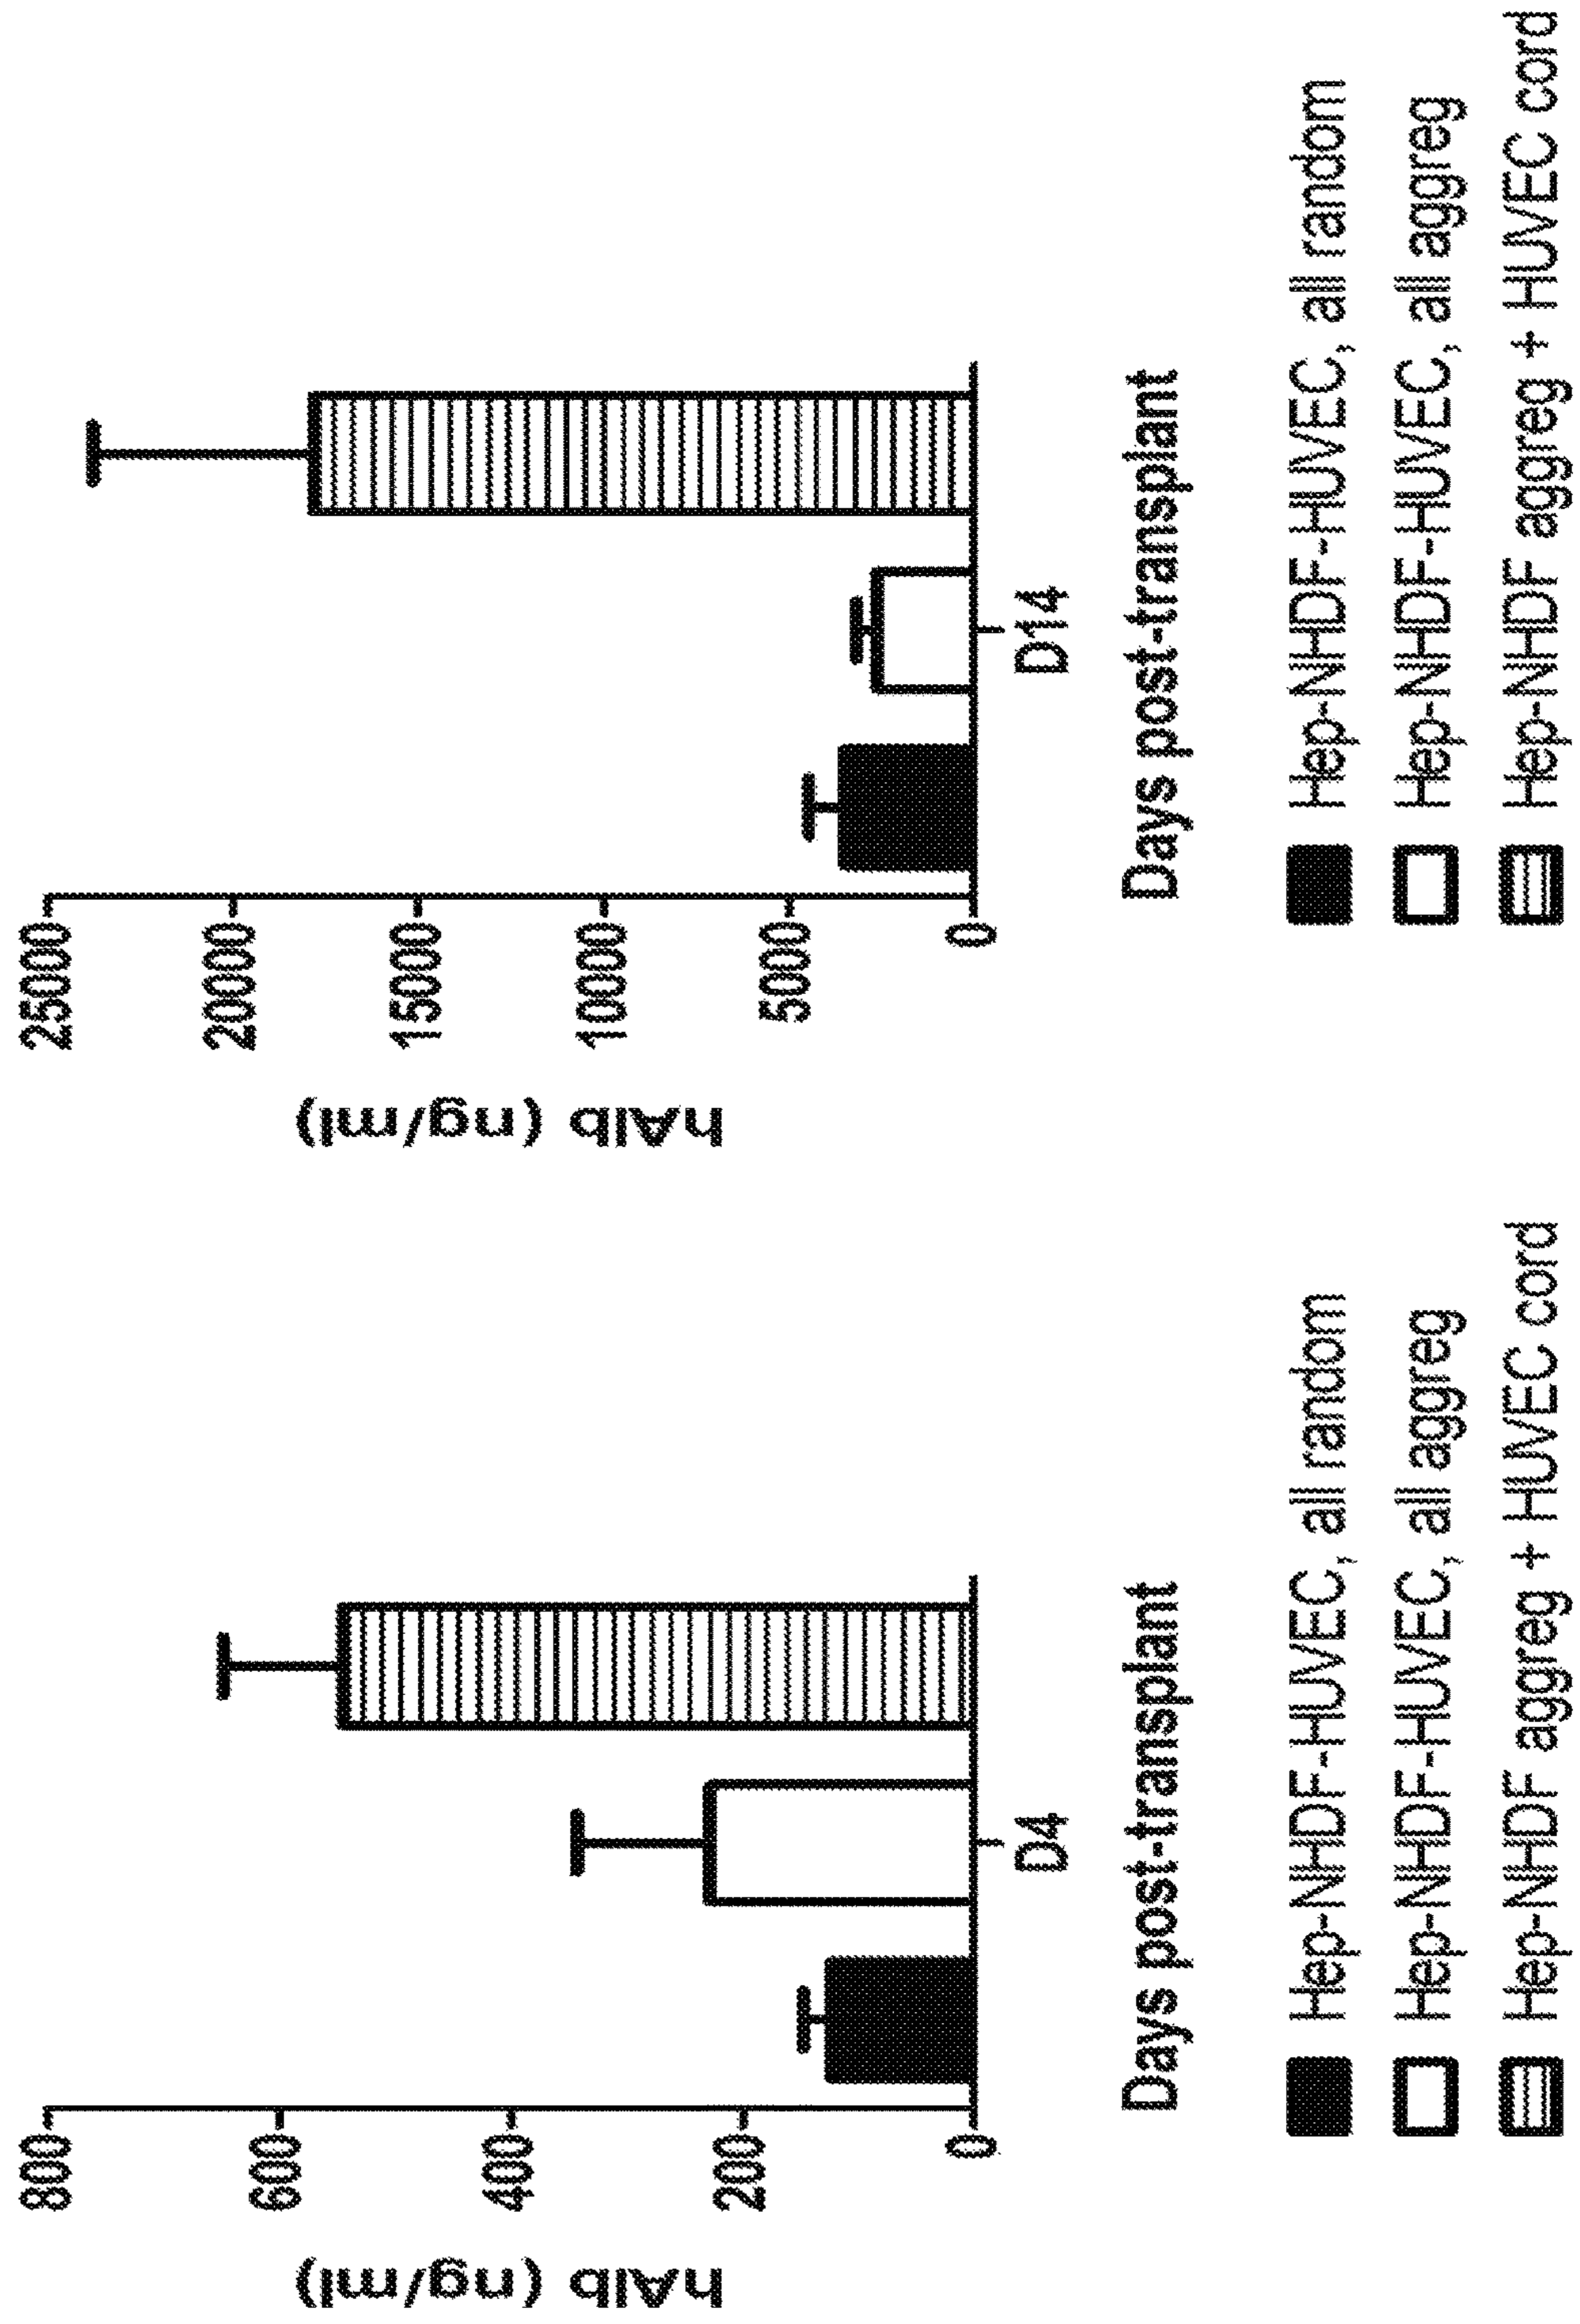 hAlb (ng/ml)
800
600
400
200
0
D4
Days post-transplant
Hep-NHDF-HUVEC, all random
Hep-NHDF-HUVEC, all aggreg
Hep-NHDF aggreg + HUVEC cord
hAlb (ng/ml)
25000
20000
15000
10000
5000
0
D14
Days post-transplant
Hep-NHDF-HUVEC, all random
Hep-NHDF-HUVEC, all aggreg
Hep-NHDF aggreg + HUVEC cord